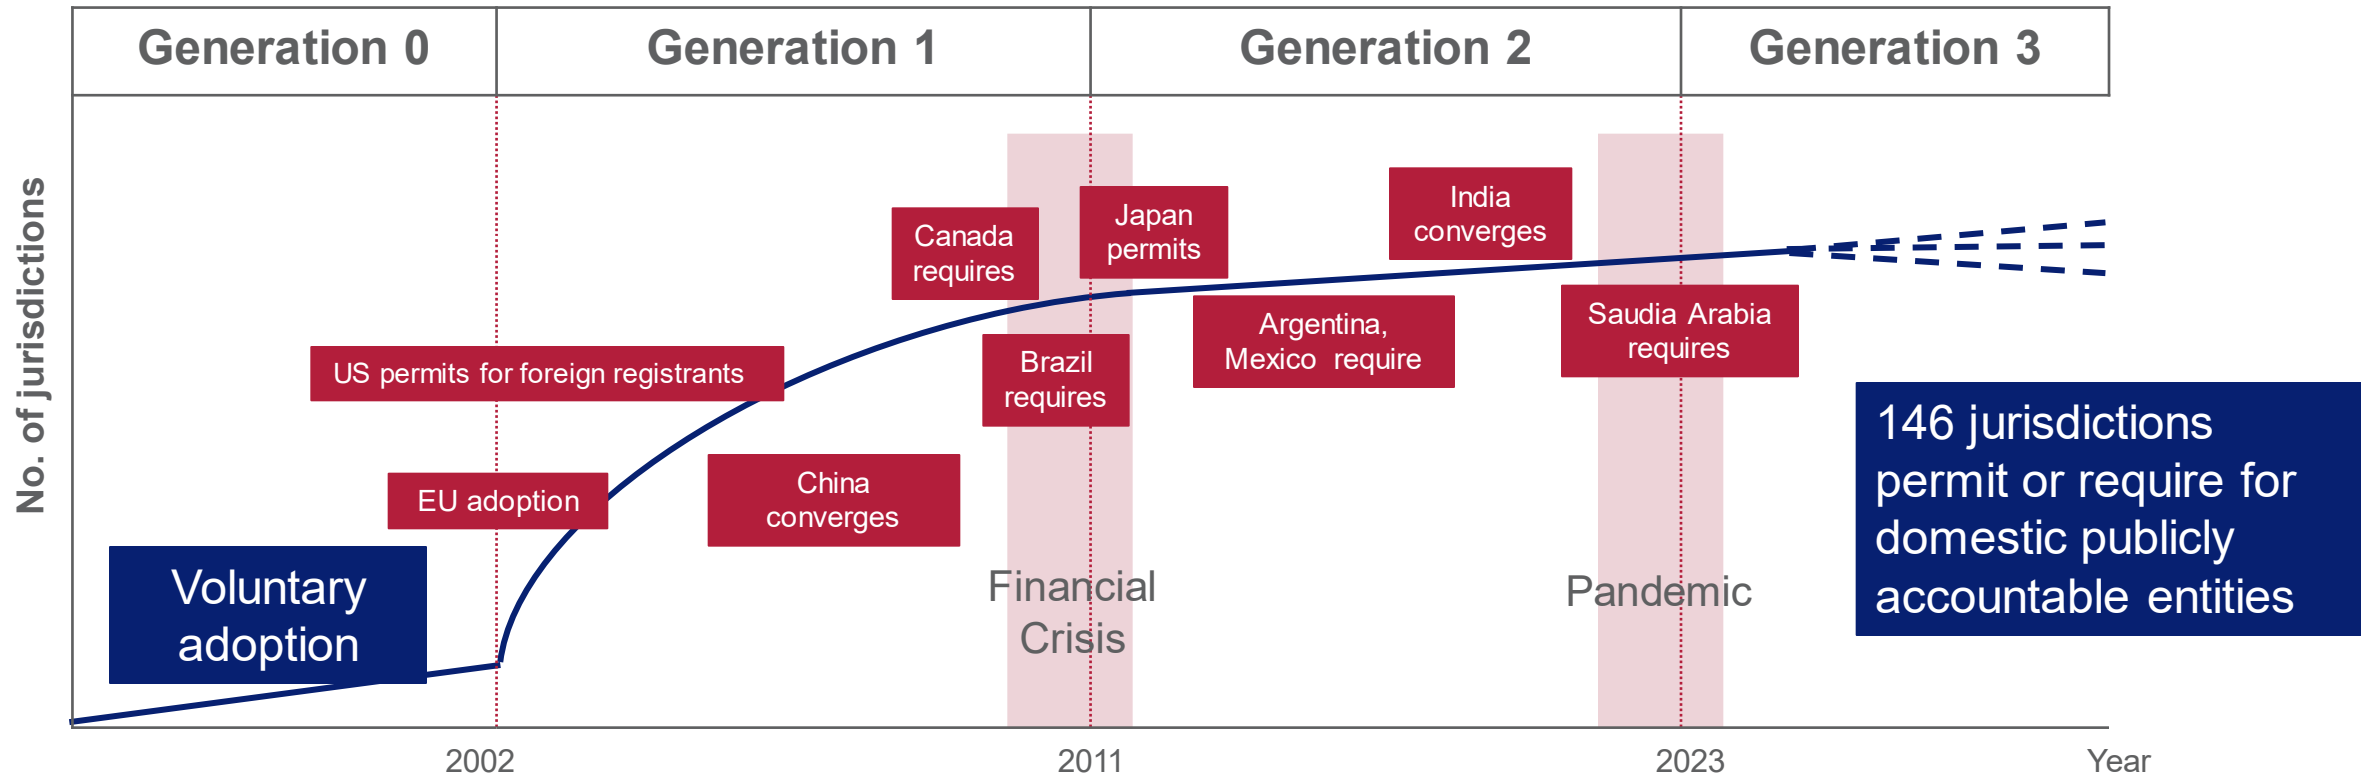 Generation 0
Generation 1
Generation 2
Generation 3
No. of jurisdictions
India
converges
Japan
permits
Canada
requires
Saudia Arabia
requires
Argentina,
Mexico require
Brazil
requires
US permits for foreign registrants
EU adoption
China
converges
Voluntary
adoption
Financial
Crisis
Pandemic
146 jurisdictions
permit or require for
domestic publicly
accountable entities
2002
2011
2023
Year